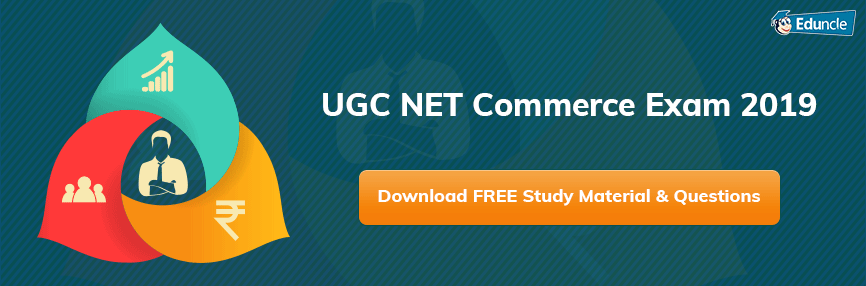 Eduncle
UGC NET Commerce Exam 2019
Download FREE Study Material & Questions
₹